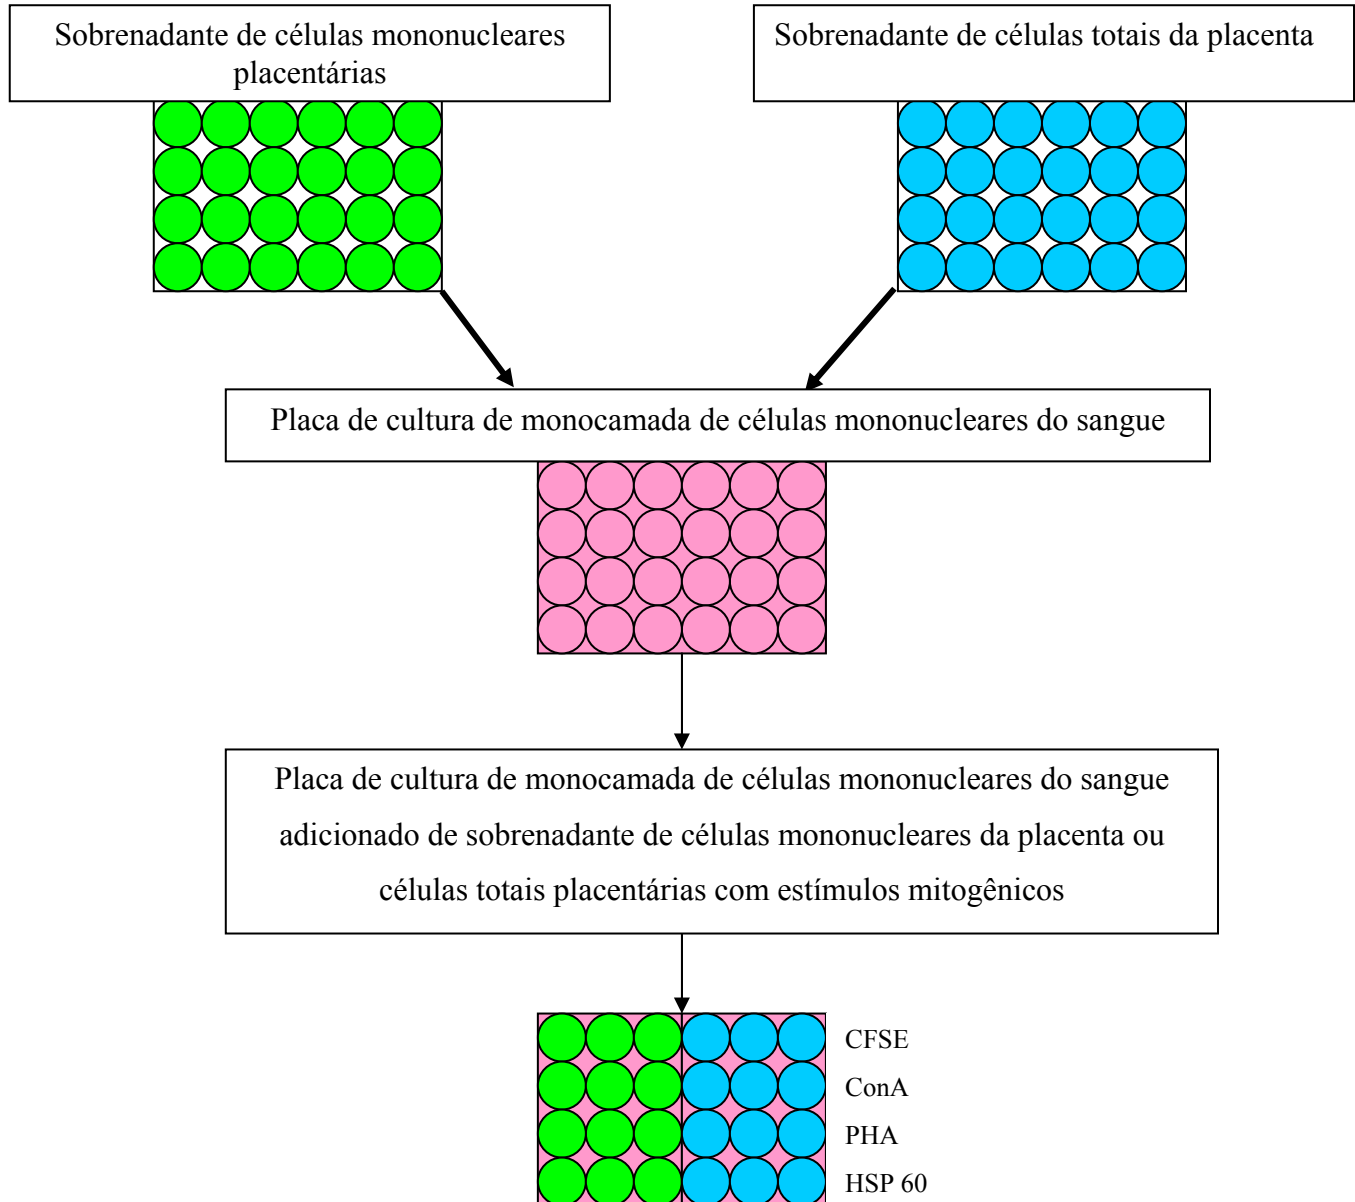 Sobrenadante de células mononucleares
placentárias
Sobrenadante de células totais da placenta
Placa de cultura de monocamada de células mononucleares do sangue
Placa de cultura de monocamada de células mononucleares do sangue
adicionado de sobrenadante de células mononucleares da placenta ou
células totais placentárias com estímulos mitogênicos
CFSE
ConA
PHA
HSP 60